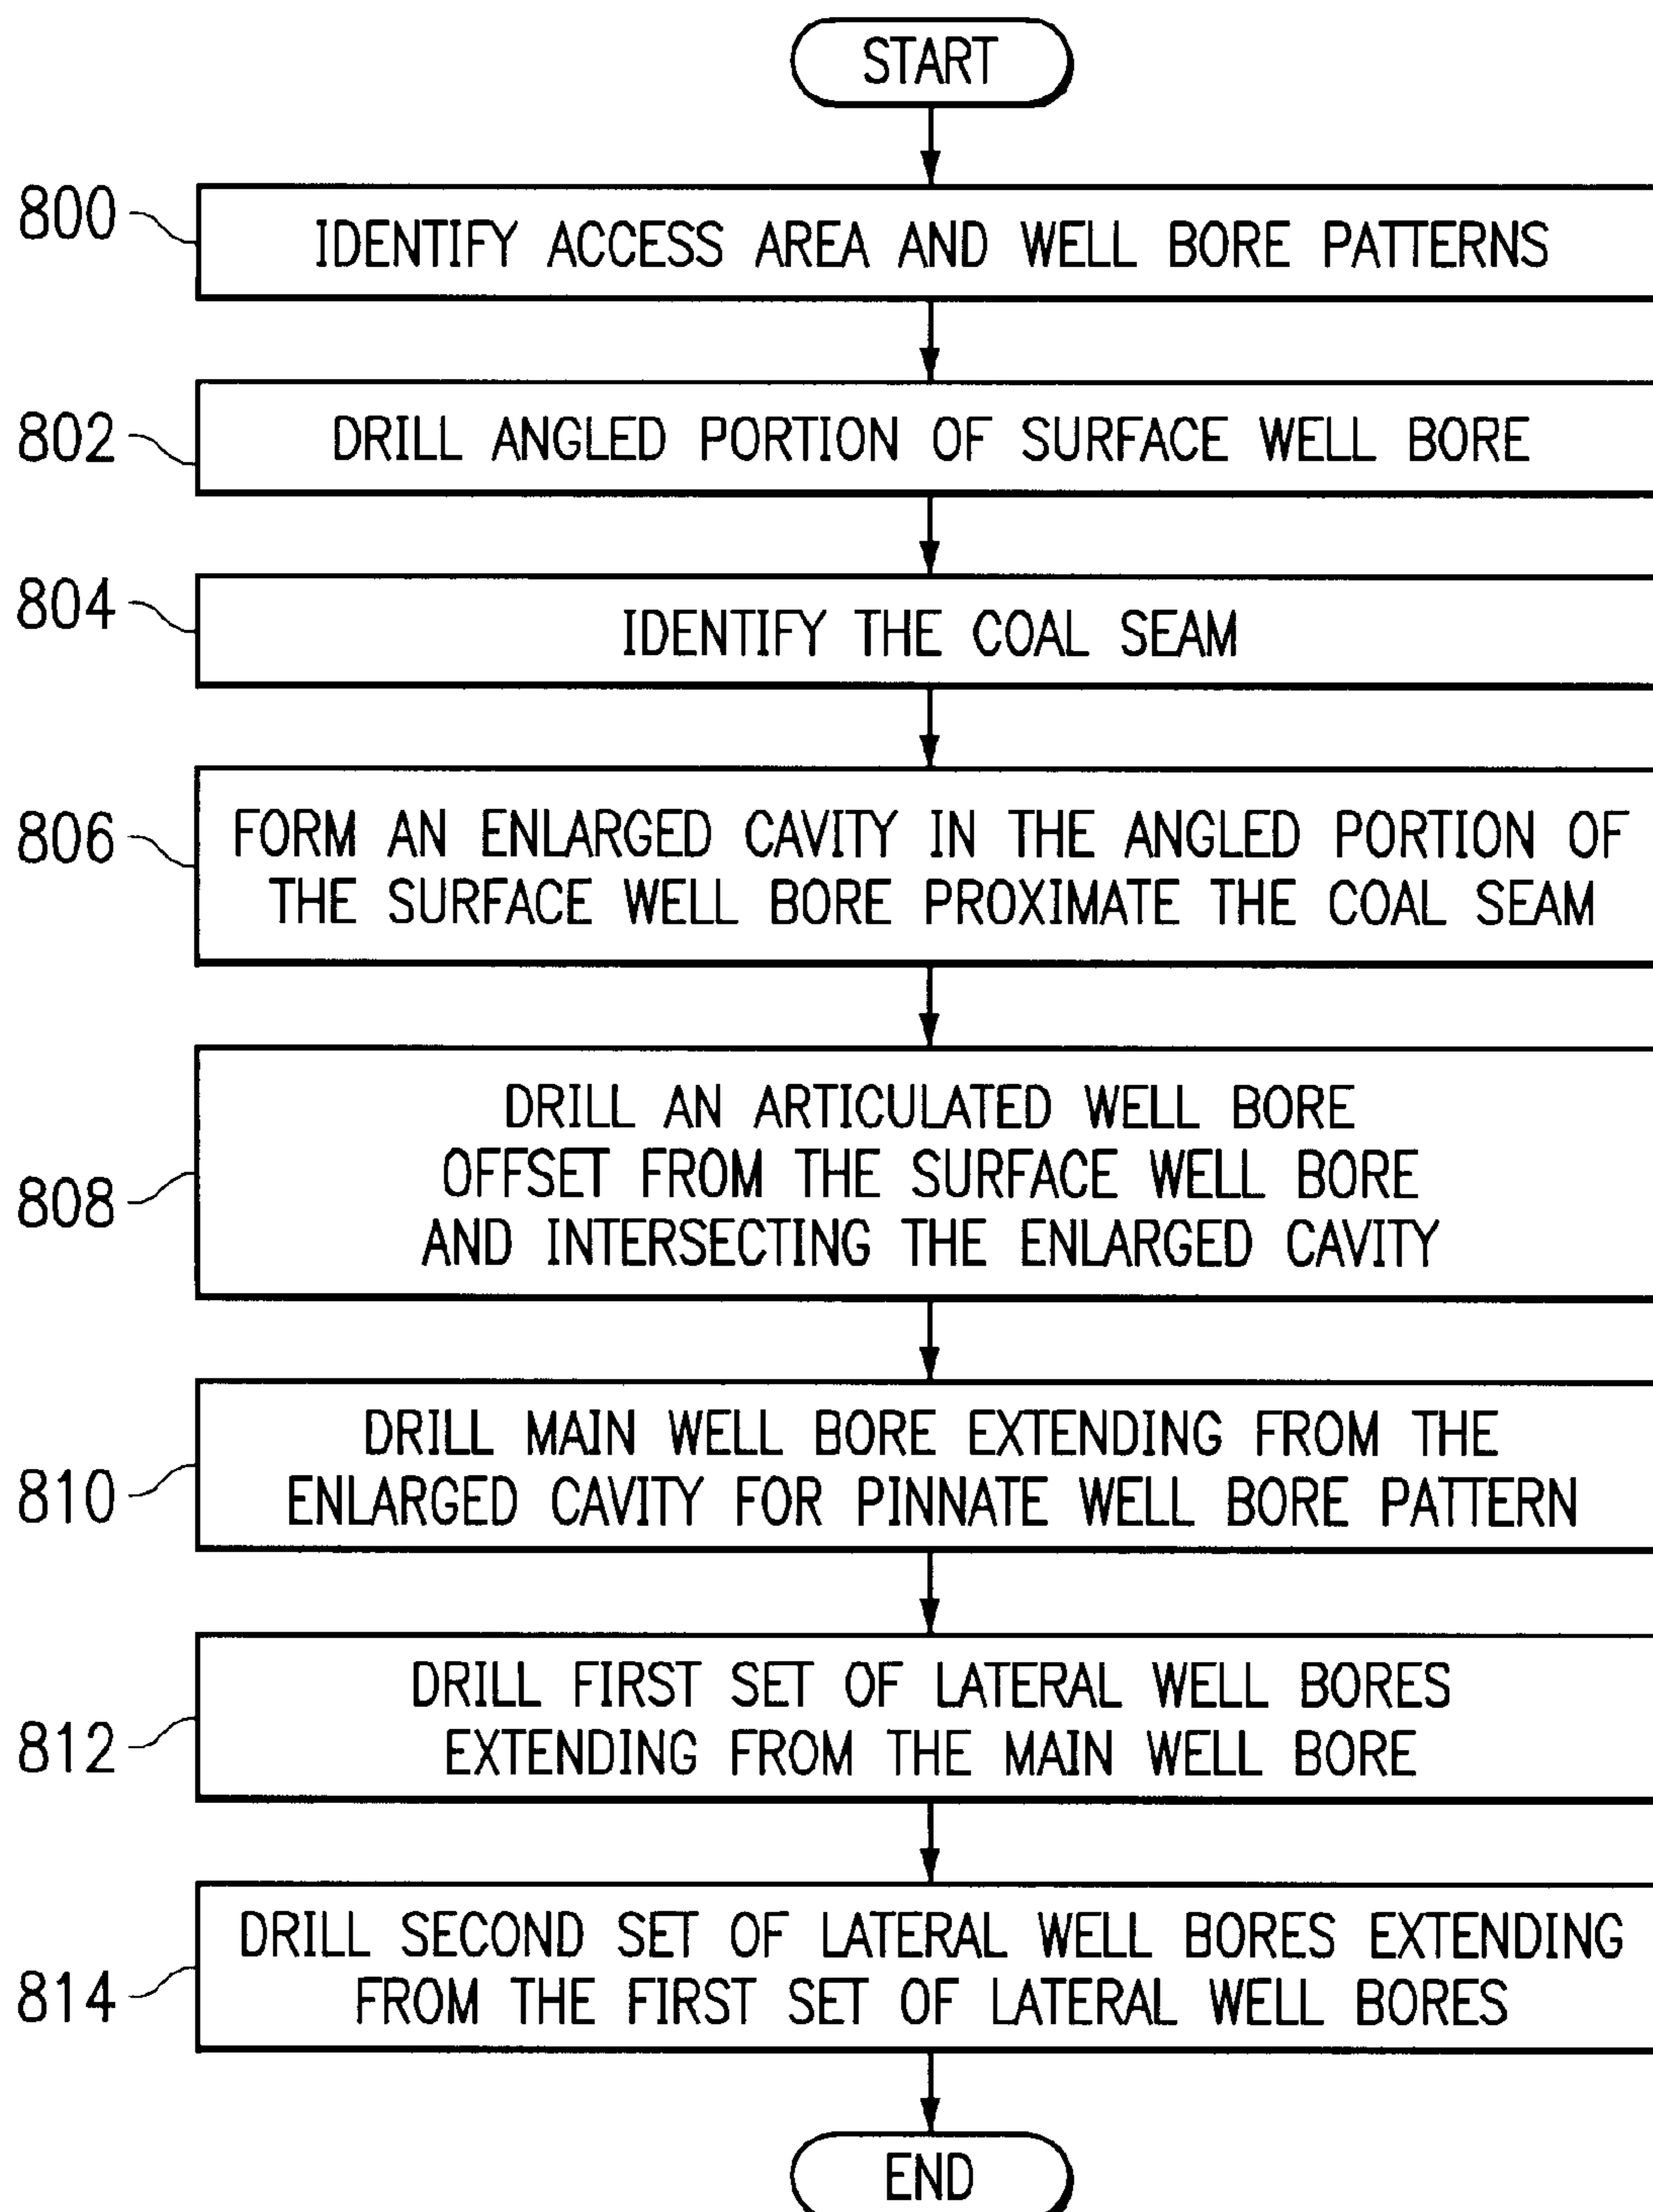 START
800
IDENTIFY ACCESS AREA AND WELL BORE PATTERNS
802
DRILL ANGLED PORTION OF SURFACE WELL BORE
804
IDENTIFY THE COAL SEAM
806
FORM AN ENLARGED CAVITY IN THE ANGLED PORTION OF
THE SURFACE WELL BORE PROXIMATE THE COAL SEAM
808
DRILL AN ARTICULATED WELL BORE
OFFSET FROM THE SURFACE WELL BORE
AND INTERSECTING THE ENLARGED CAVITY
810
DRILL MAIN WELL BORE EXTENDING FROM THE
ENLARGED CAVITY FOR PINNATE WELL BORE PATTERN
812
DRILL FIRST SET OF LATERAL WELL BORES
EXTENDING FROM THE MAIN WELL BORE
814
DRILL SECOND SET OF LATERAL WELL BORES EXTENDING
FROM THE FIRST SET OF LATERAL WELL BORES
END